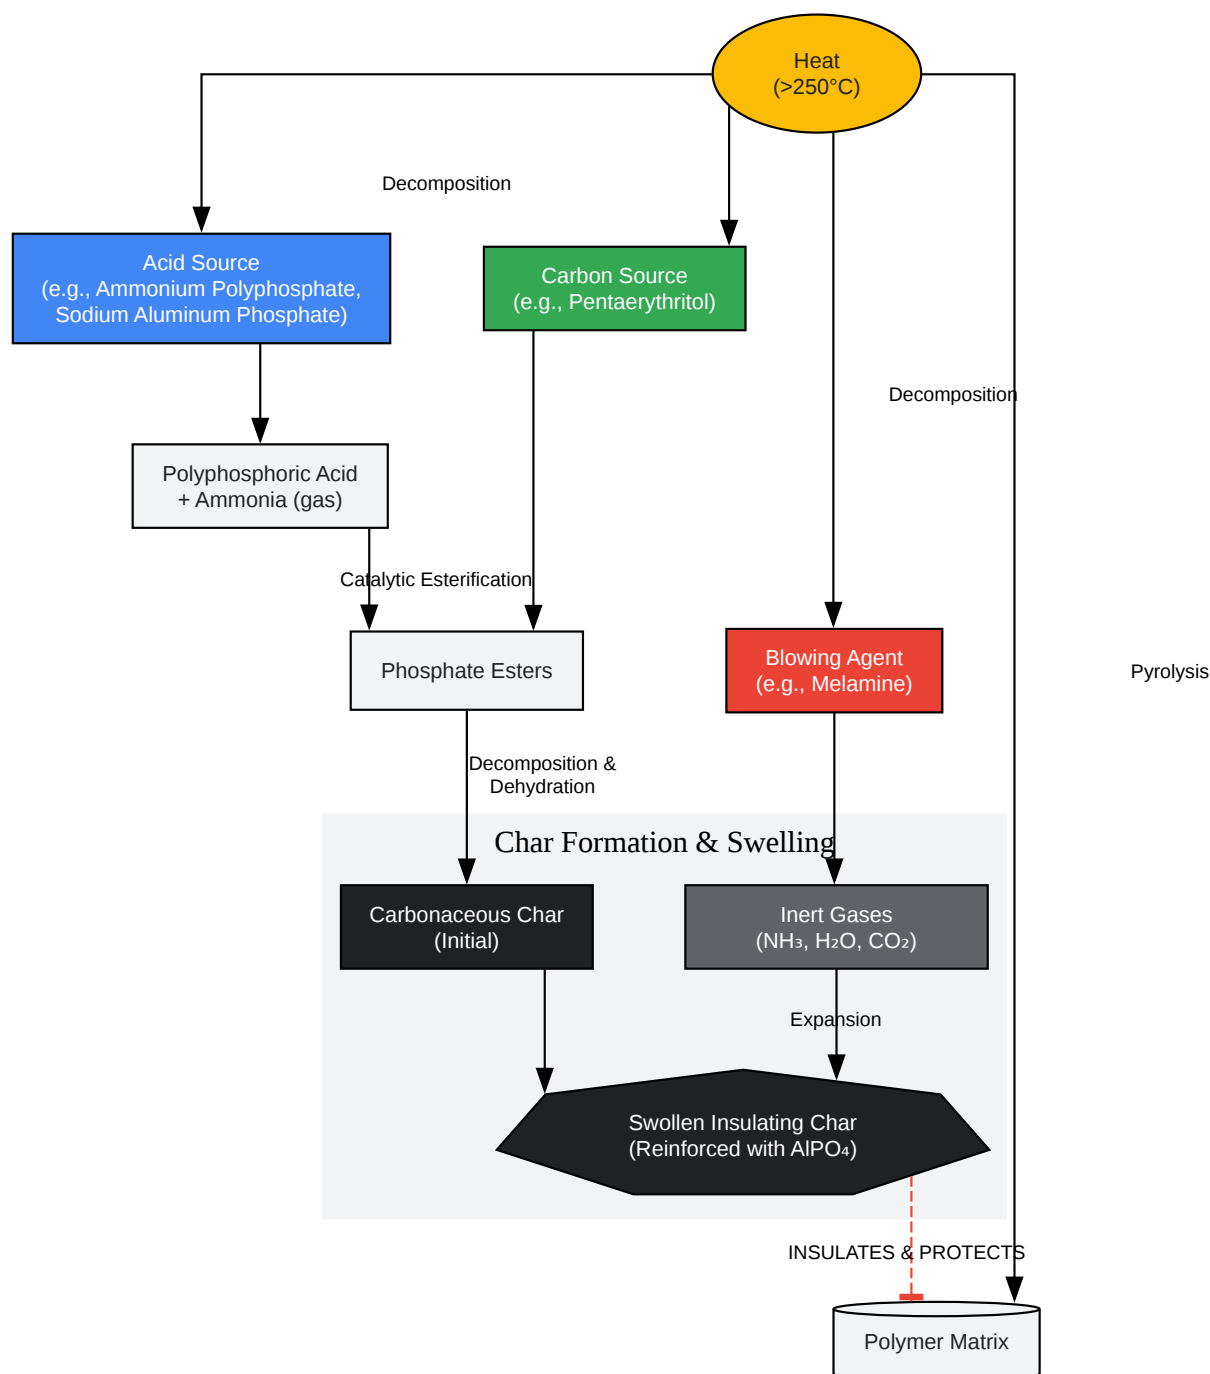 Heat
(>250°C)
Decomposition
Acid Source
(e.g., Ammonium Polyphosphate,
Sodium Aluminum Phosphate)
Carbon Source
(e.g., Pentaerythritol)
Decomposition
Polyphosphoric Acid
+ Ammonia (gas)
Catalytic Esterification
Phosphate Esters
Blowing Agent
(e.g., Melamine)
Pyrolysis
Decomposition &
Dehydration
Char Formation & Swelling
Carbonaceous Char
(Initial)
Inert Gases
(NH₃, H₂O, CO₂)
Expansion
Swollen Insulating Char
(Reinforced with AlPO₄)
INSULATES & PROTECTS
Polymer Matrix